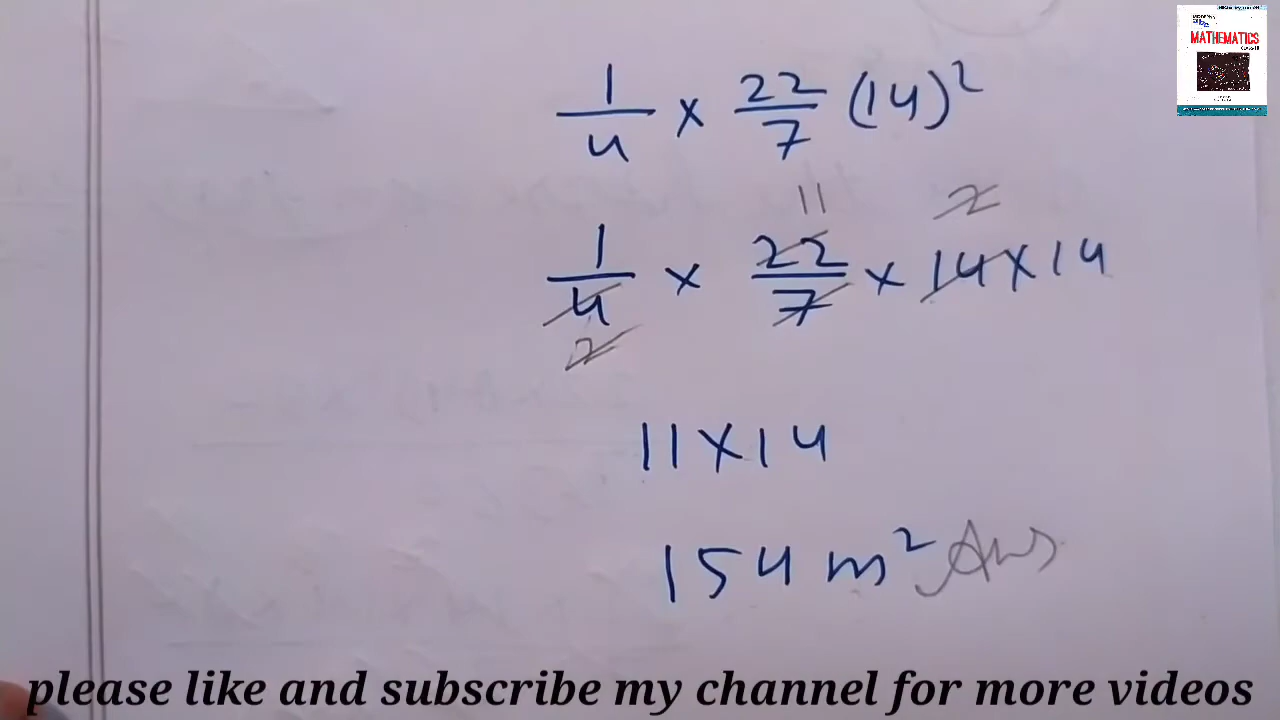 MATHEMATICS
1/4 × 22/7 (14)²
11 2
1/4 × 22/7 × 14 × 14
2
11 × 14
154 m² Ans
please like and subscribe my channel for more videos